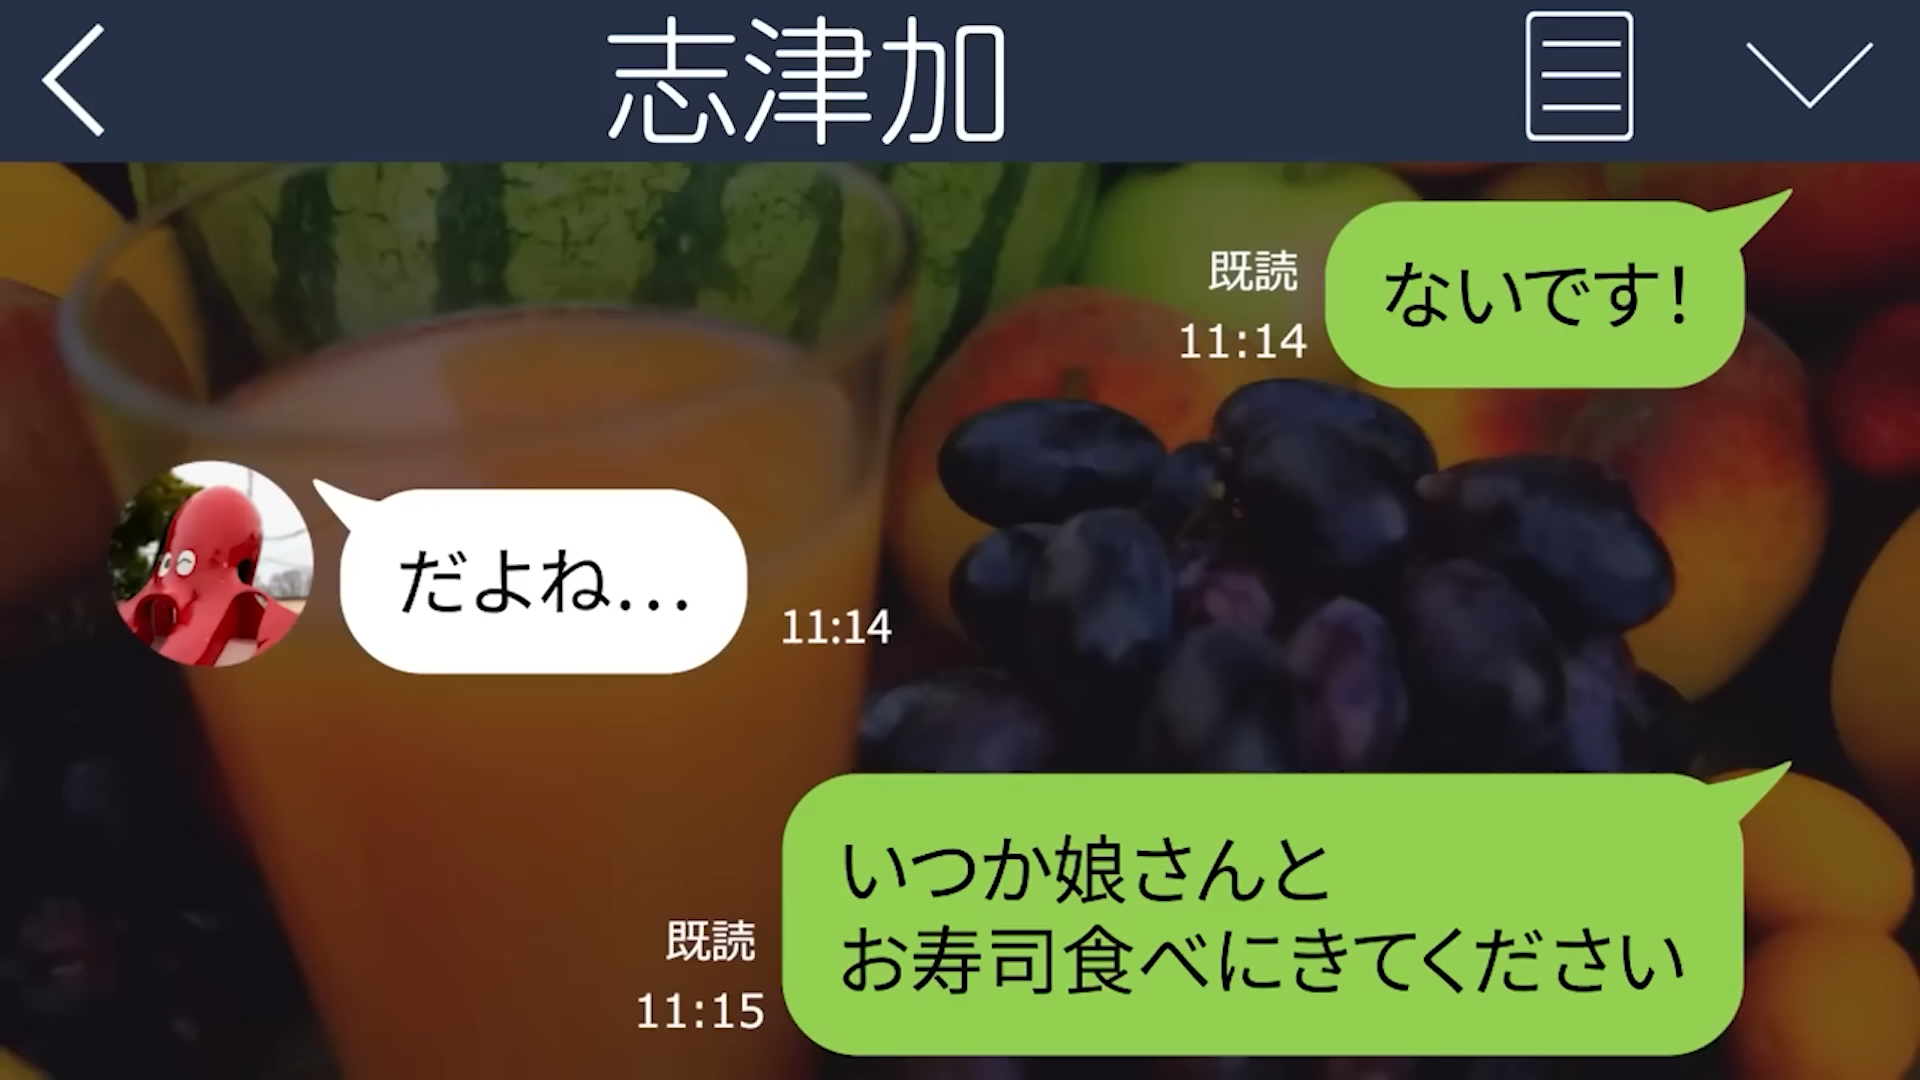 志津加
ないです!
既読
11:14
だよね...
11:14
いつか娘さんと
お寿司食べにきてください
既読
11:15